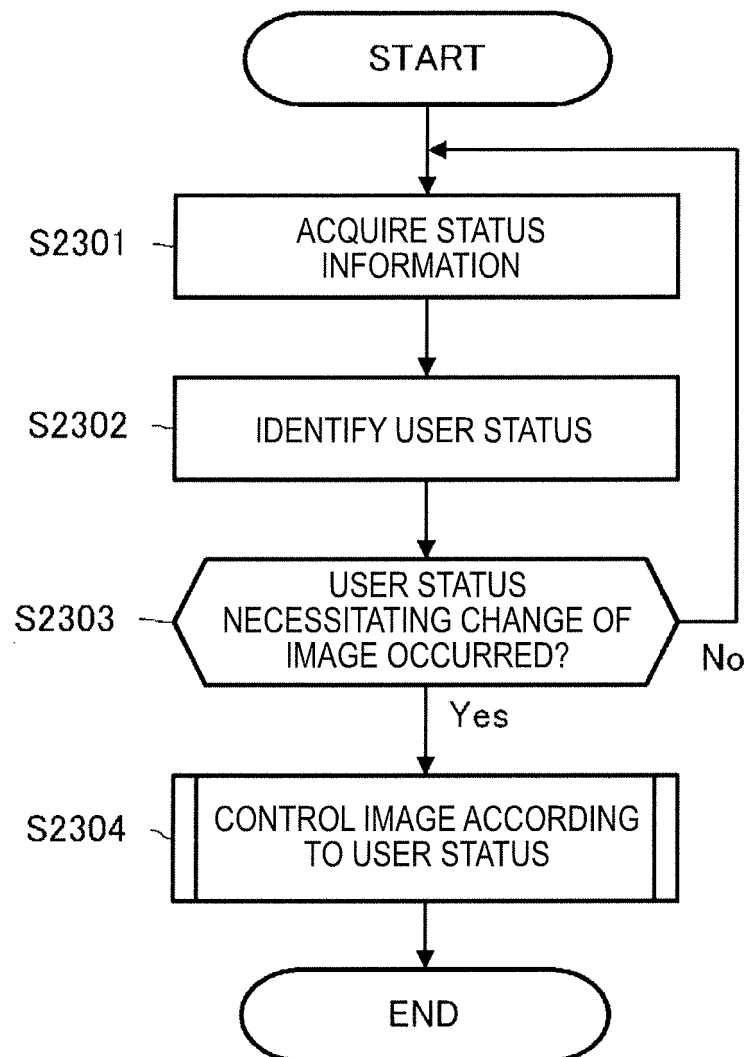 START
S2301
ACQUIRE STATUS
INFORMATION
S2302
IDENTIFY USER STATUS
S2303
USER STATUS
NECESSITATING CHANGE OF
IMAGE OCCURRED?
No
Yes
S2304
CONTROL IMAGE ACCORDING
TO USER STATUS
END